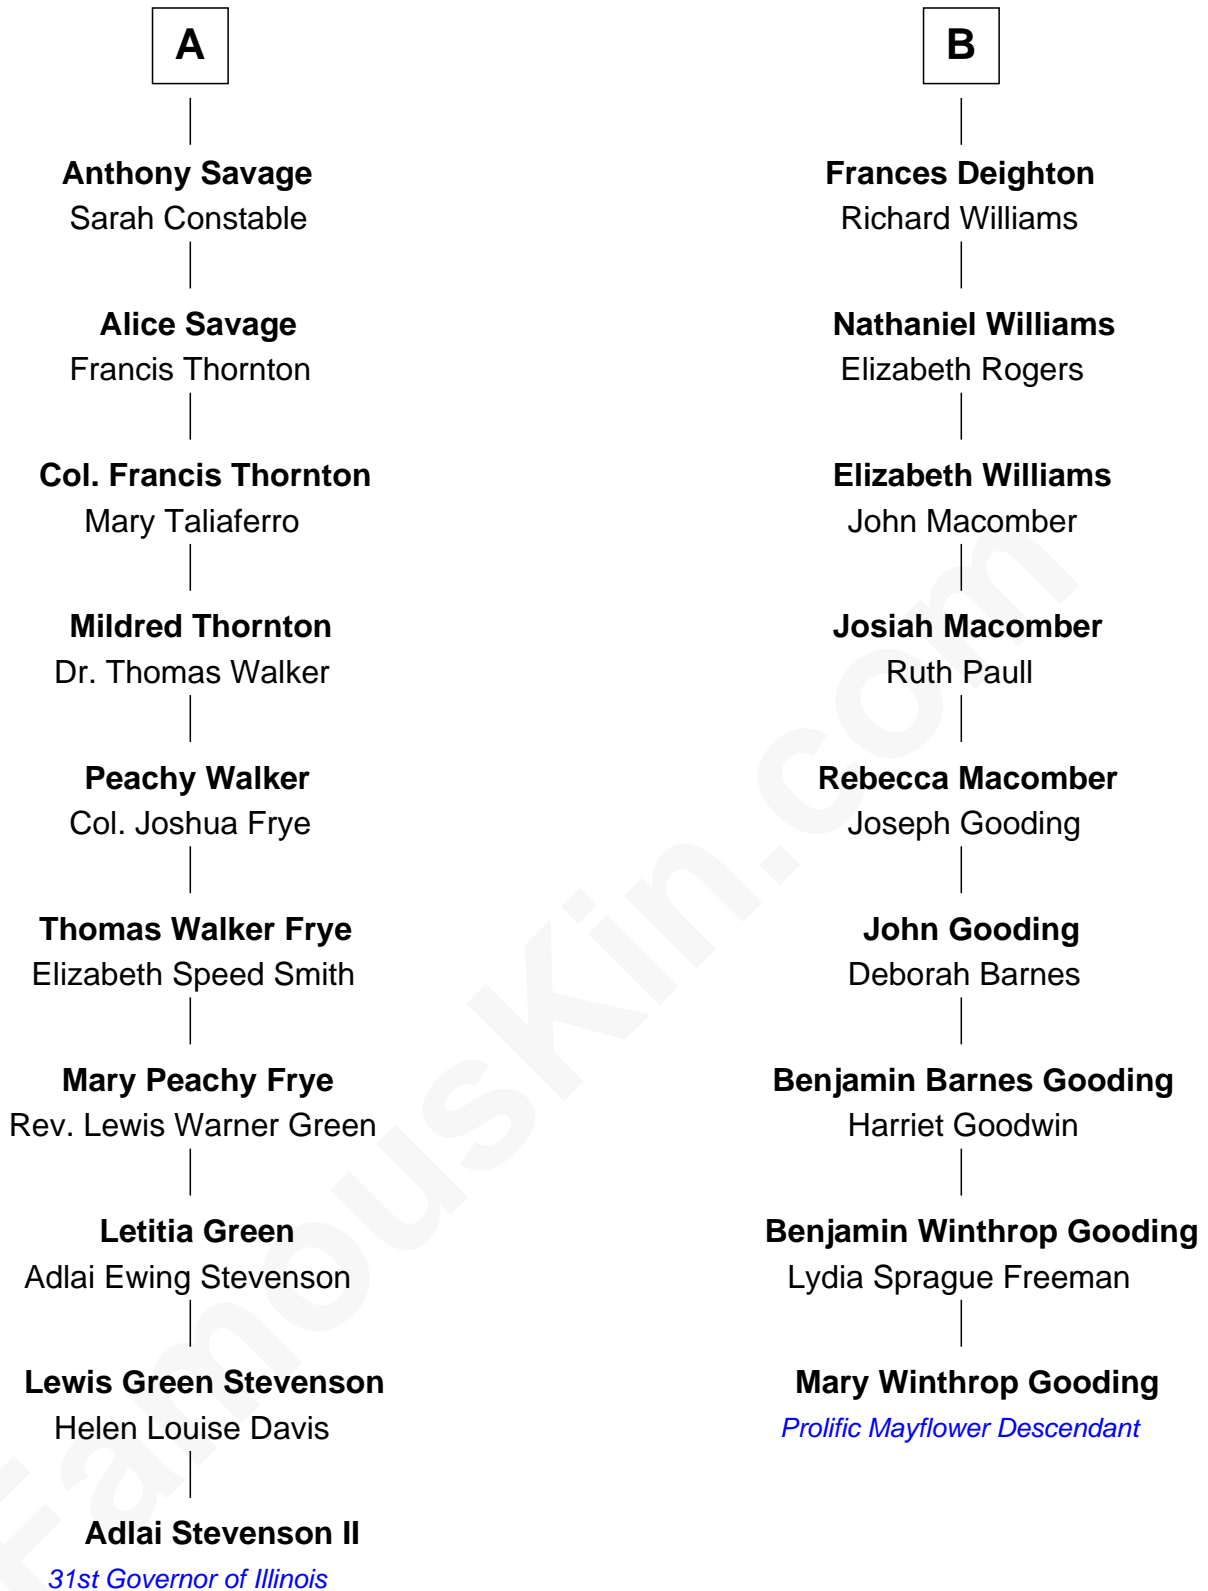 A
Anthony Savage
Sarah Constable
Alice Savage
Francis Thornton
Col. Francis Thornton
Mary Taliaferro
Mildred Thornton
Dr. Thomas Walker
Peachy Walker
Col. Joshua Frye
Thomas Walker Frye
Elizabeth Speed Smith
Mary Peachy Frye
Rev. Lewis Warner Green
Letitia Green
Adlai Ewing Stevenson
Lewis Green Stevenson
Helen Louise Davis
Adlai Stevenson II
31st Governor of Illinois
B
Frances Deighton
Richard Williams
Nathaniel Williams
Elizabeth Rogers
Elizabeth Williams
John Macomber
Josiah Macomber
Ruth Paull
Rebecca Macomber
Joseph Gooding
John Gooding
Deborah Barnes
Benjamin Barnes Gooding
Harriet Goodwin
Benjamin Winthrop Gooding
Lydia Sprague Freeman
Mary Winthrop Gooding
Prolific Mayflower Descendant
FamousKin.com